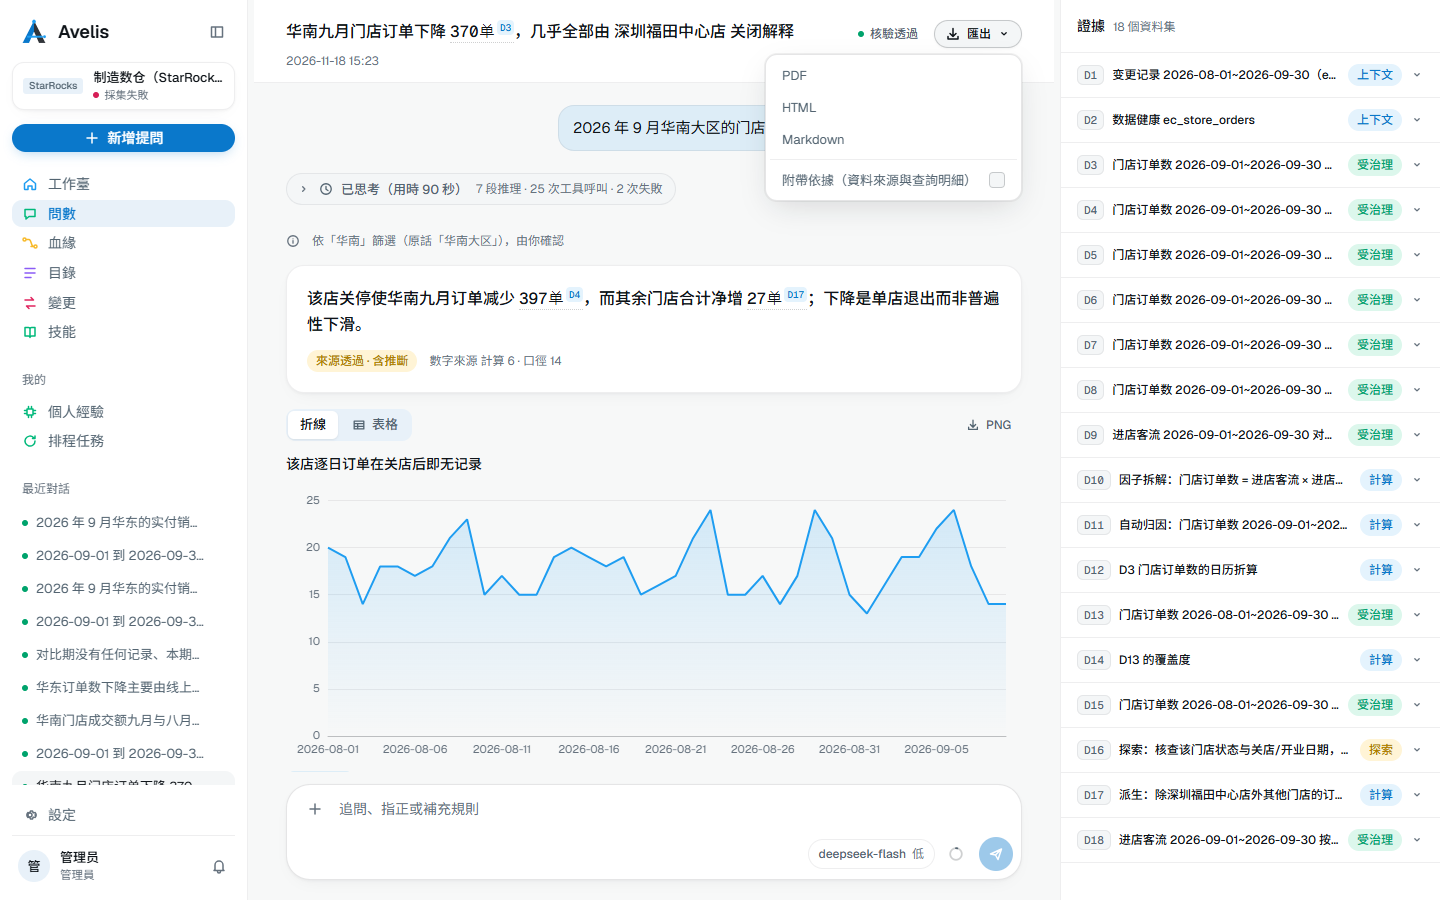 Avelis
StarRocks
制造数仓（StarRock...
採集失敗
新增提問
工作臺
問數
血緣
目錄
變更
技能
我的
個人經驗
排程任務
最近對話
2026 年 9 月华东的实付销...
2026-09-01 到 2026-09-3...
2026 年 9 月华东的实付销...
2026-09-01 到 2026-09-3...
对比期没有任何记录、本期...
华东订单数下降主要由线上...
华南门店成交额九月与八月...
2026-09-01 到 2026-09-3...
华南九月门店订单下降 370
設定
管
管理员
管理員
华南九月门店订单下降 370单 D3，几乎全部由 深圳福田中心店 关闭解释
2026-11-18 15:23
核驗透過
匯出
PDF
HTML
Markdown
附帶依據（資料來源與查詢明細）
2026 年 9 月华南大区的门店
已思考（用時 90 秒） 7 段推理 · 25 次工具呼叫 · 2 次失敗
依「华南」篩選（原話「华南大区」），由你確認
该店关停使华南九月订单减少 397单 D4，而其余门店合计净增 27单 D17；下降是单店退出而非普遍
性下滑。
來源透過 · 含推斷 數字來源 計算 6 · 口徑 14
折線
表格
PNG
该店逐日订单在关店后即无记录
25
20
15
10
5
0
2026-08-01 2026-08-06 2026-08-11 2026-08-16 2026-08-21 2026-08-26 2026-08-31 2026-09-05
追問、指正或補充規則
deepseek-flash 低
證據 18 個資料集
D1 变更记录 2026-08-01~2026-09-30（e... 上下文
D2 数据健康 ec_store_orders 上下文
D3 门店订单数 2026-09-01~2026-09-30 ... 受治理
D4 门店订单数 2026-09-01~2026-09-30 ... 受治理
D5 门店订单数 2026-09-01~2026-09-30 ... 受治理
D6 门店订单数 2026-09-01~2026-09-30 ... 受治理
D7 门店订单数 2026-09-01~2026-09-30 ... 受治理
D8 门店订单数 2026-09-01~2026-09-30 ... 受治理
D9 进店客流 2026-09-01~2026-09-30 对... 受治理
D10 因子拆解：门店订单数 = 进店客流 × 进店... 計算
D11 自动归因：门店订单数 2026-09-01~202... 計算
D12 D3 门店订单数的日历折算 計算
D13 门店订单数 2026-08-01~2026-09-30 ... 受治理
D14 D13 的覆盖度 計算
D15 门店订单数 2026-08-01~2026-09-30 ... 受治理
D16 探索：核查该门店状态与关店/开业日期，... 探索
D17 派生：除深圳福田中心店外其他门店的订... 計算
D18 进店客流 2026-09-01~2026-09-30 按... 受治理